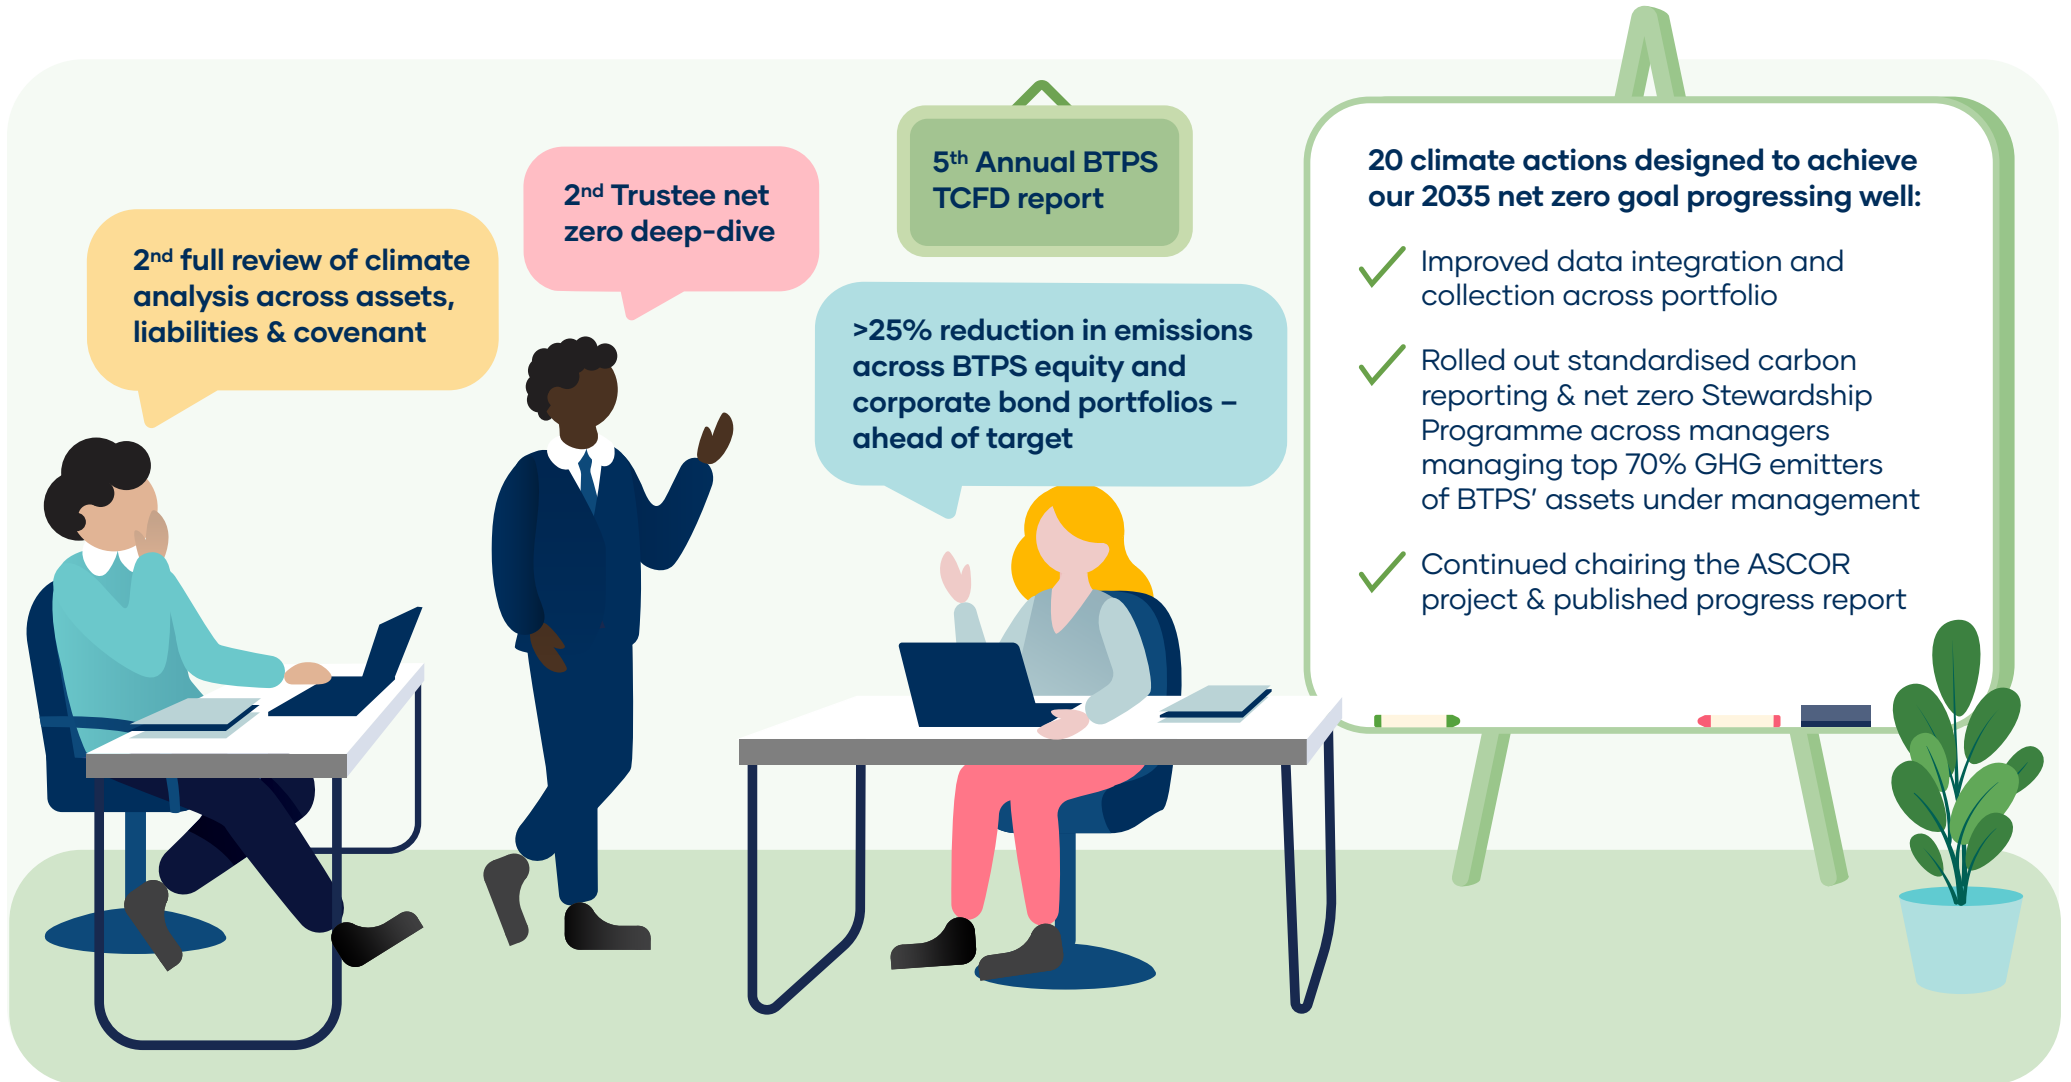 2nd full review of climate
analysis across assets,
liabilities & covenant
2nd Trustee net
zero deep-dive
5th Annual BTPS
TCFD report
>25% reduction in emissions
across BTPS equity and
corporate bond portfolios –
ahead of target
20 climate actions designed to achieve
our 2035 net zero goal progressing well:
Improved data integration and
collection across portfolio
Rolled out standardised carbon
reporting & net zero Stewardship
Programme across managers
managing top 70% GHG emitters
of BTPS’ assets under management
Continued chairing the ASCOR
project & published progress report